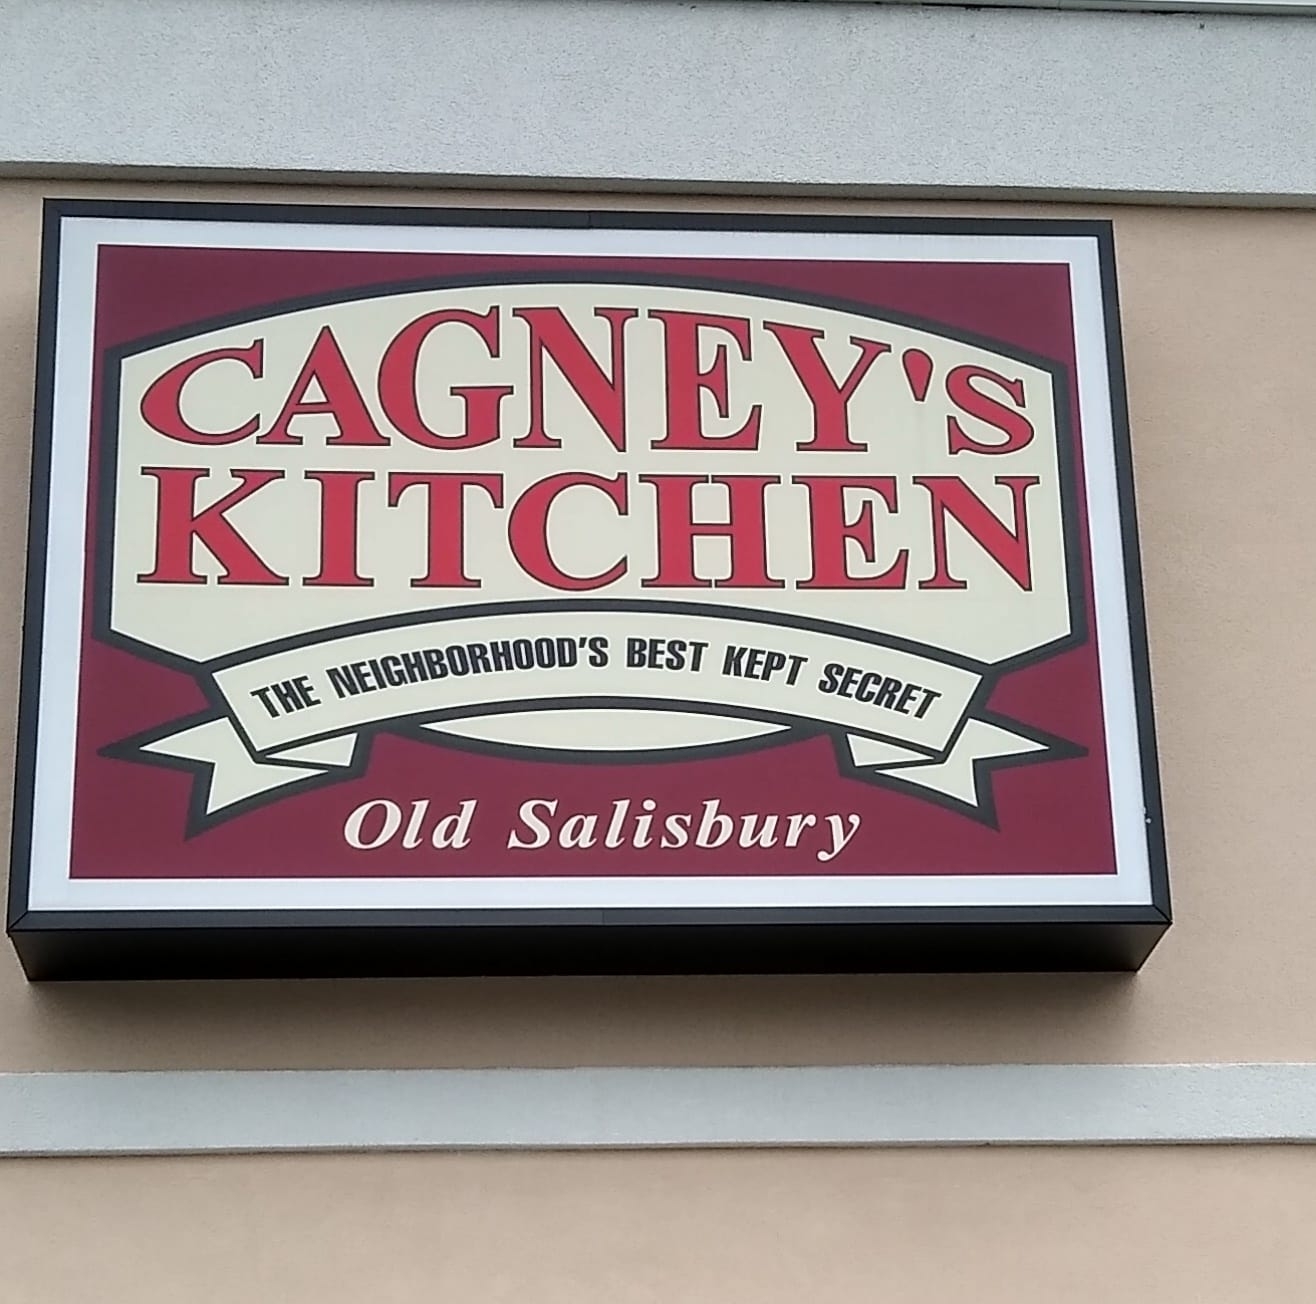 CAGNEY'S
KITCHEN
THE NEIGHBORHOOD'S BEST KEPT SECRET
Old Salisbury